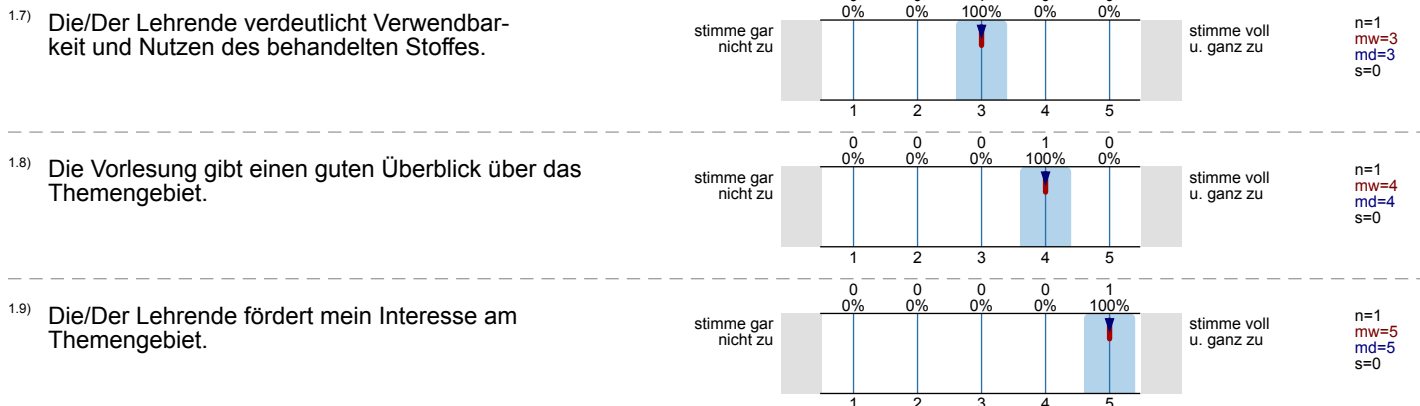 1.7) Die/Der Lehrende verdeutlicht Verwendbar-
keit und Nutzen des behandelten Stoffes.
0% 0% 100% 0% 0%
stimme gar
nicht zu
stimme voll
u. ganz zu
1 2 3 4 5
n=1
mw=3
md=3
s=0
1.8) Die Vorlesung gibt einen guten Überblick über das
Themengebiet.
0 0 0 1 0
0% 0% 0% 100% 0%
stimme gar
nicht zu
stimme voll
u. ganz zu
1 2 3 4 5
n=1
mw=4
md=4
s=0
1.9) Die/Der Lehrende fördert mein Interesse am
Themengebiet.
0 0 0 0 1
0% 0% 0% 0% 100%
stimme gar
nicht zu
stimme voll
u. ganz zu
1 2 3 4 5
n=1
mw=5
md=5
s=0